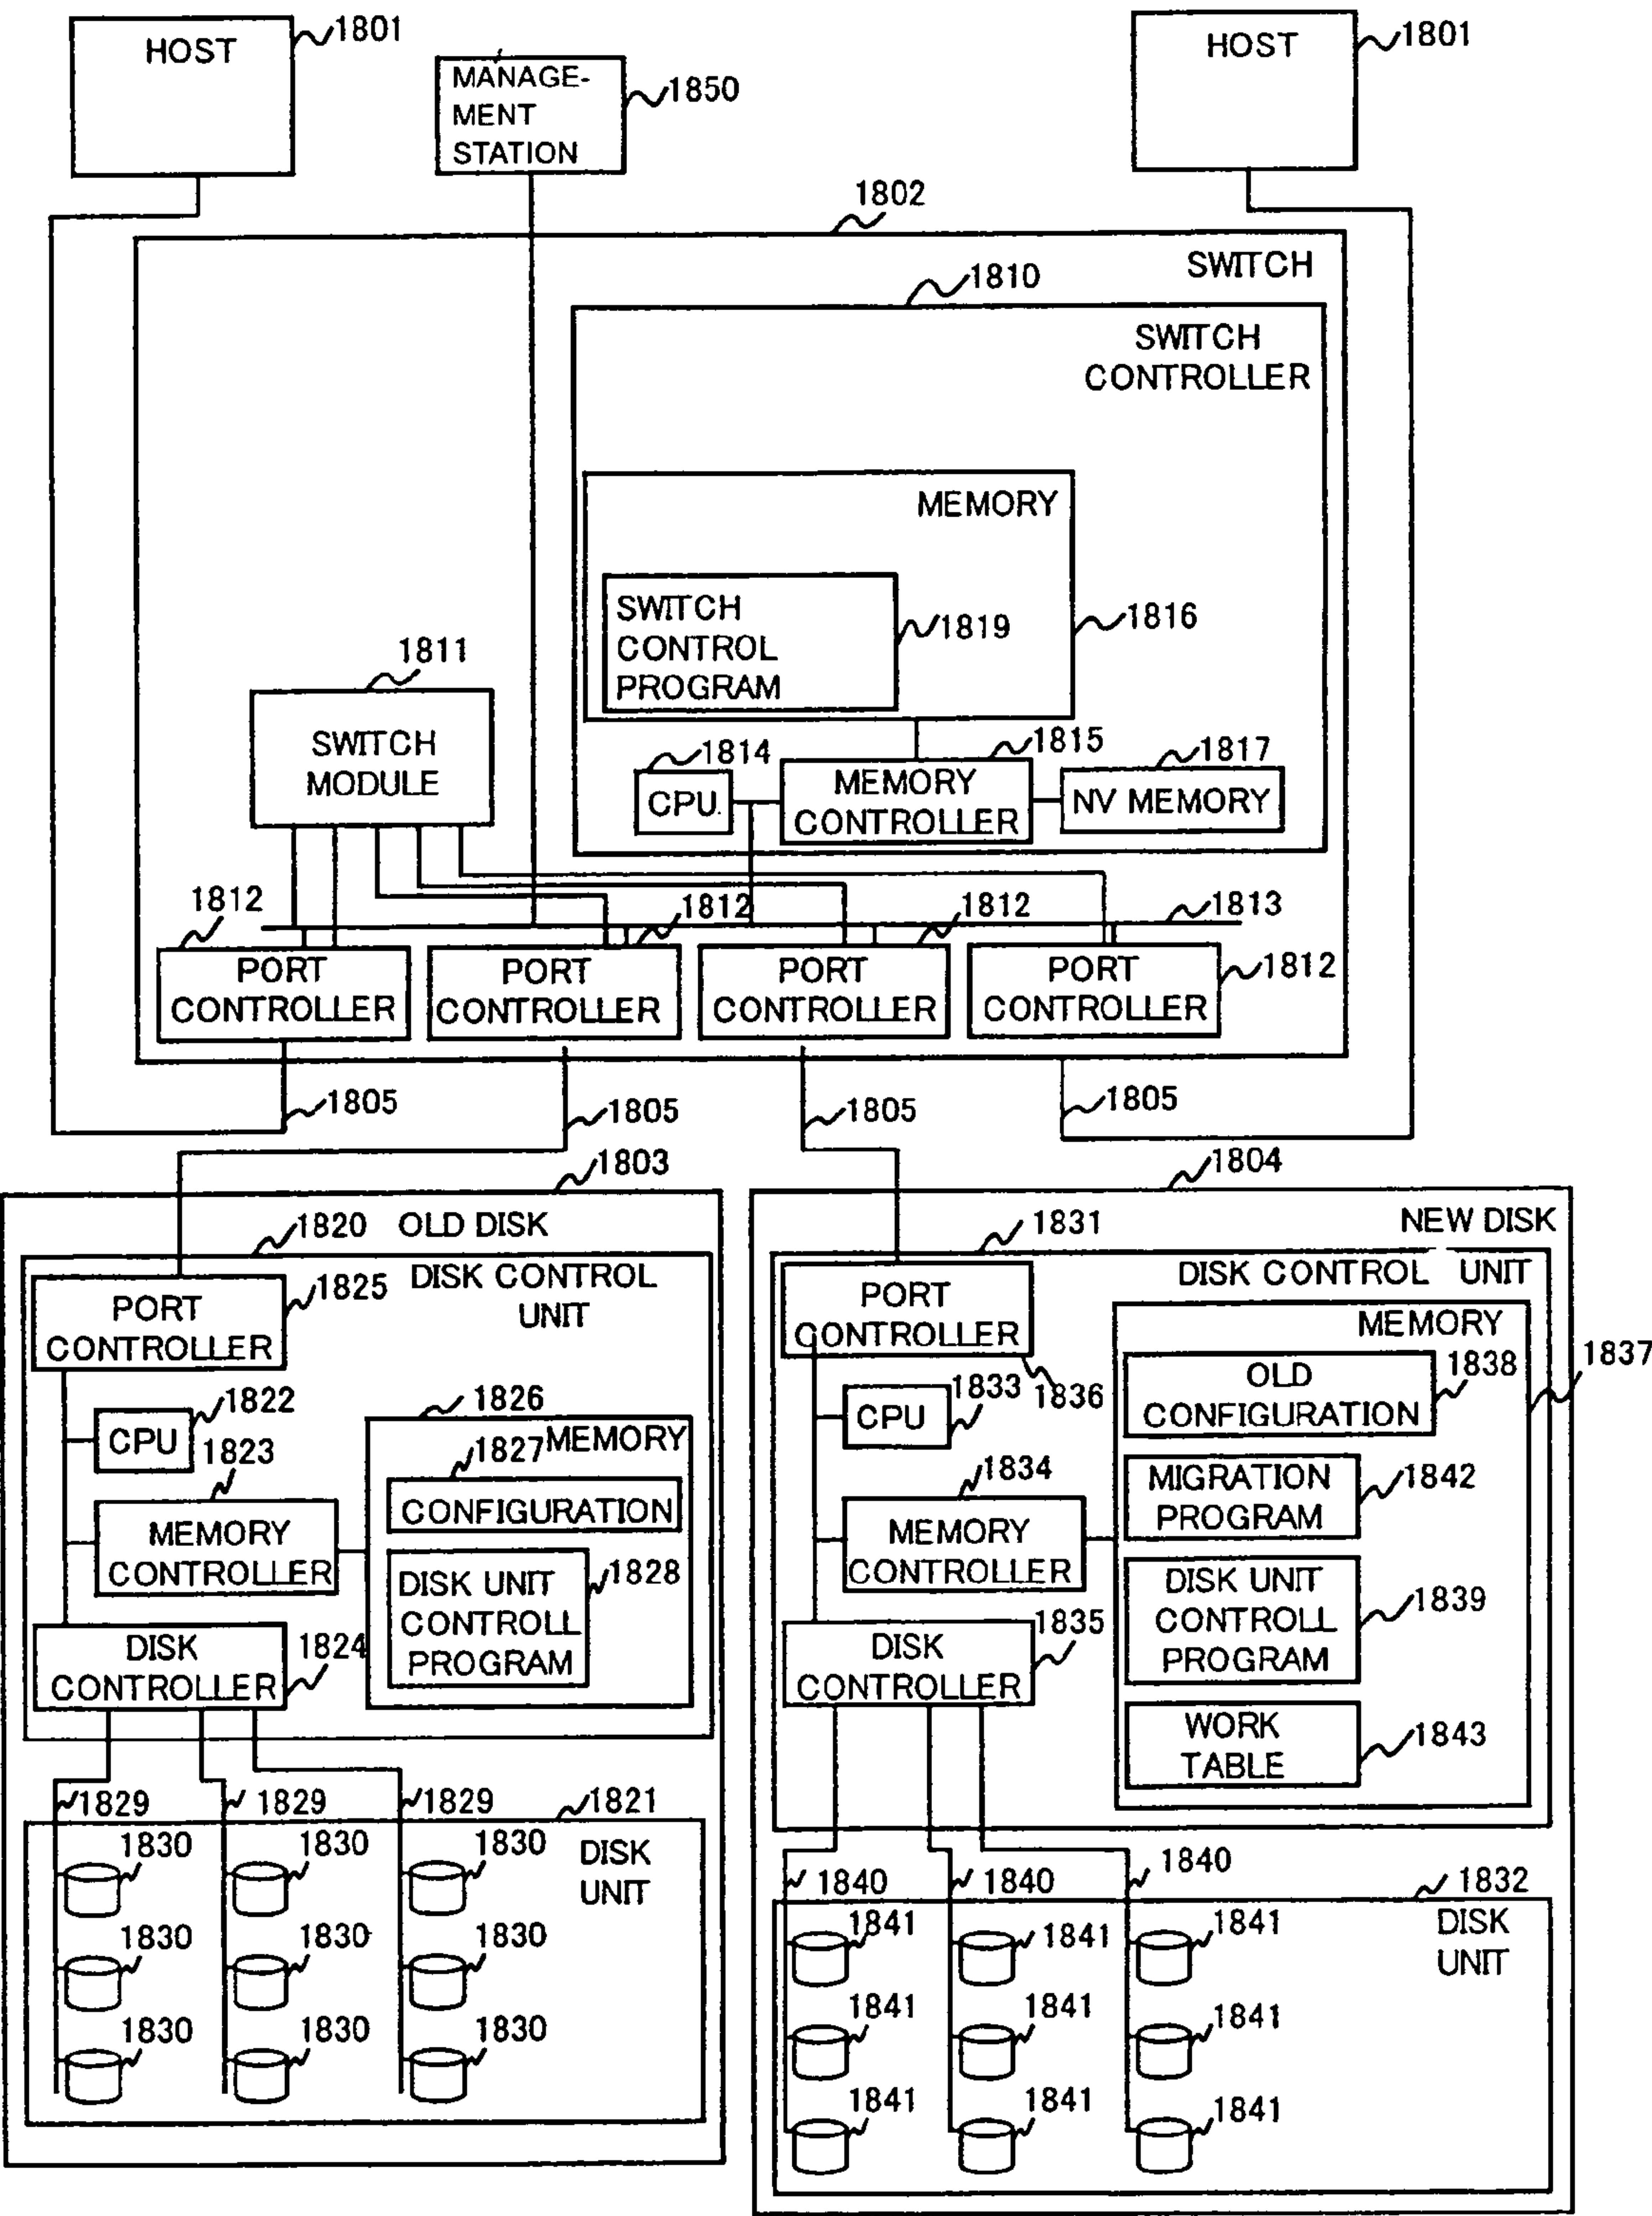 HOST
1801
MANAGE-
MENT
STATION
1850
HOST
1801
1802
SWITCH
1810
SWITCH
CONTROLLER
MEMORY
SWITCH
CONTROL
PROGRAM
1819
1816
1811
SWITCH
MODULE
1814
CPU
1815
MEMORY
CONTROLLER
1817
NV MEMORY
1812
1812
1812
1813
PORT
CONTROLLER
PORT
CONTROLLER
PORT
CONTROLLER
PORT
CONTROLLER
1812
1805
1805
1805
1805
1803
OLD DISK
1820
DISK CONTROL
UNIT
PORT
CONTROLLER
1825
CPU
1822
1823
MEMORY
CONTROLLER
1826
MEMORY
1827
CONFIGURATION
DISK UNIT
CONTROLL
PROGRAM
1828
DISK
CONTROLLER
1824
1829
1829
1829
1821
DISK
UNIT
1830
1830
1830
1830
1830
1830
1830
1830
1830
1804
NEW DISK
1831
DISK CONTROL UNIT
PORT
CONTROLLER
1836
CPU
1833
1834
MEMORY
CONTROLLER
MEMORY
1837
OLD
CONFIGURATION
1838
MIGRATION
PROGRAM
1842
DISK UNIT
CONTROLL
PROGRAM
1839
WORK
TABLE
1843
DISK
CONTROLLER
1835
1840
1840
1840
1832
DISK
UNIT
1841
1841
1841
1841
1841
1841
1841
1841
1841